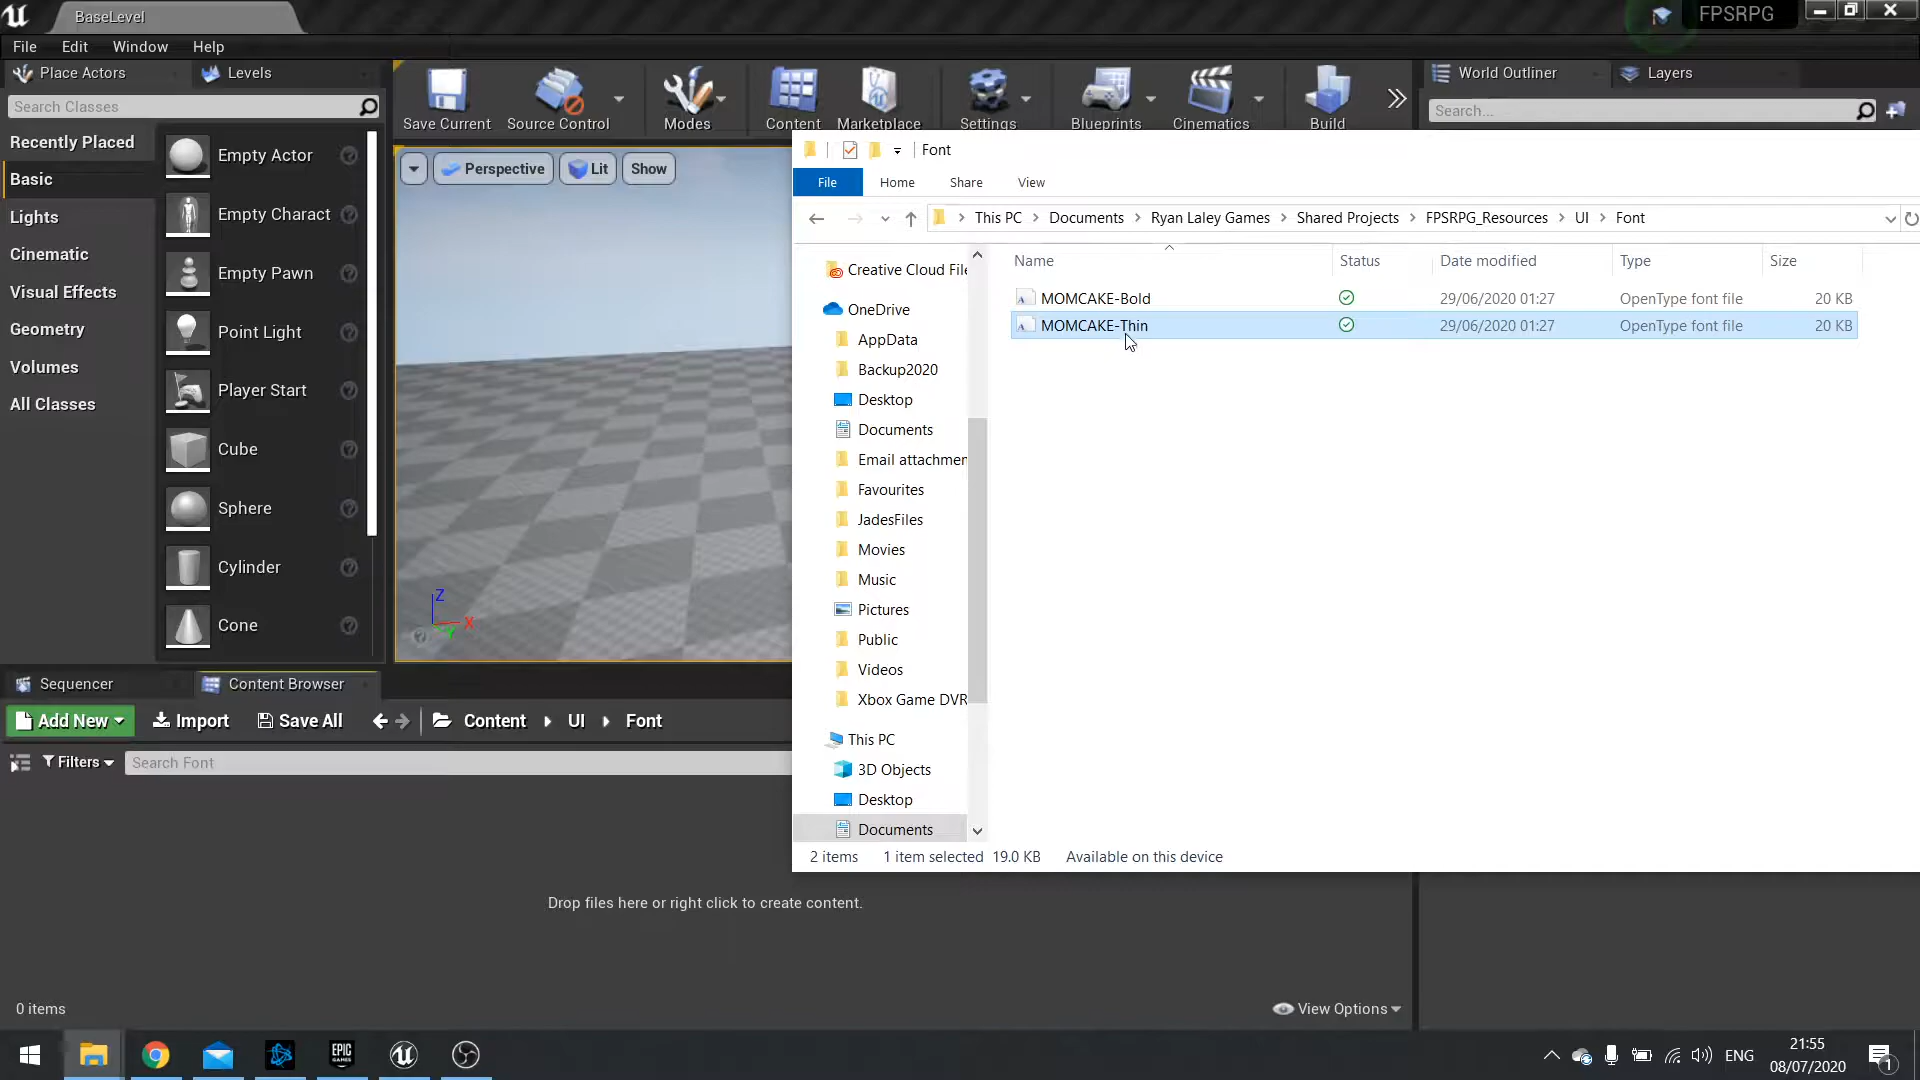 BaseLevel
FPSRPG
File Edit Window Help
Place Actors
Levels
Search Classes
Recently Placed
Basic
Lights
Cinematic
Visual Effects
Geometry
Volumes
All Classes
Empty Actor
Empty Charact
Empty Pawn
Point Light
Player Start
Cube
Sphere
Cylinder
Cone
Save Current
Source Control
Modes
Content
Marketplace
Settings
Blueprints
Cinematics
Build
World Outliner
Layers
Search...
Perspective
Lit
Show
Z
X
Y
Font
File Home Share View
This PC Documents Ryan Laley Games Shared Projects FPSRPG_Resources UI Font
Creative Cloud File
OneDrive
AppData
Backup2020
Desktop
Documents
Email attachmen
Favourites
JadesFiles
Movies
Music
Pictures
Public
Videos
Xbox Game DVR
This PC
3D Objects
Desktop
Documents
Name Status Date modified Type Size
MOMCAKE-Bold 29/06/2020 01:27 OpenType font file 20 KB
MOMCAKE-Thin 29/06/2020 01:27 OpenType font file 20 KB
2 items 1 item selected 19.0 KB Available on this device
Sequencer
Content Browser
Add New Import Save All Content UI Font
Filters
Search Font
Drop files here or right click to create content.
0 items
View Options
EPIC GAMES
ENG
21:55
08/07/2020
1